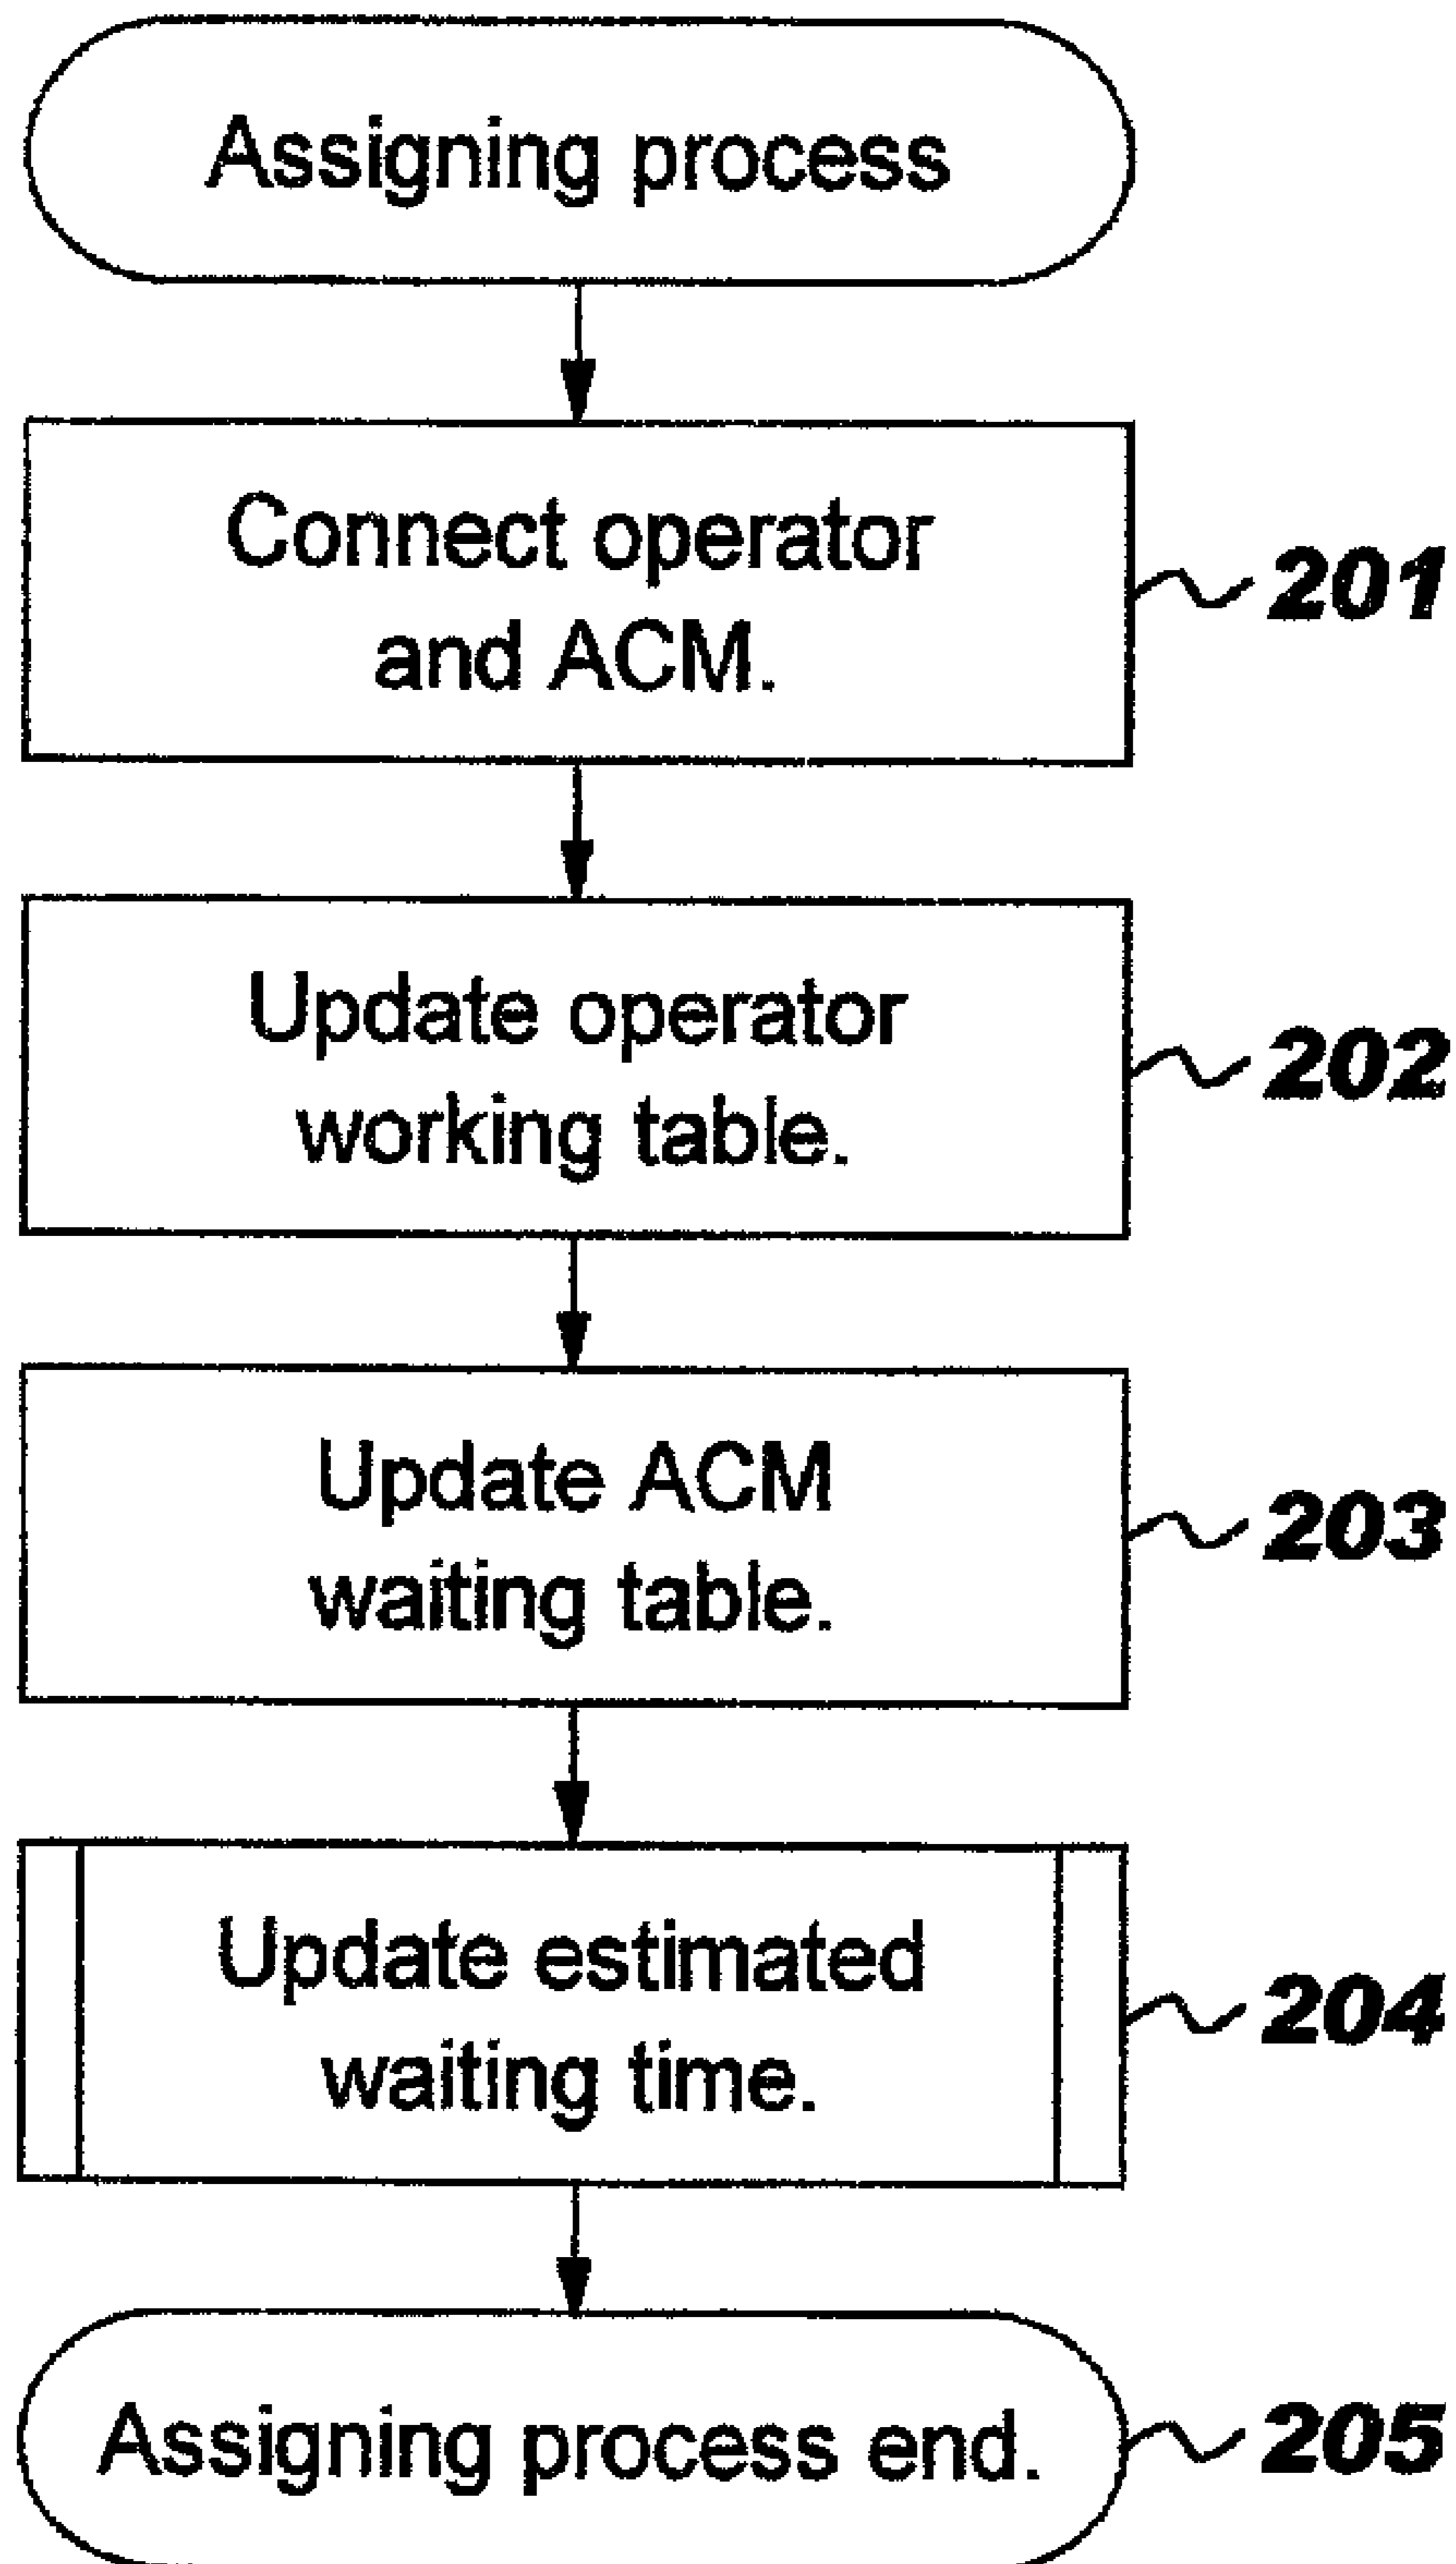 Assigning process
Connect operator
and ACM.
201
Update operator
working table.
202
Update ACM
waiting table.
203
Update estimated
waiting time.
204
Assigning process end.
205